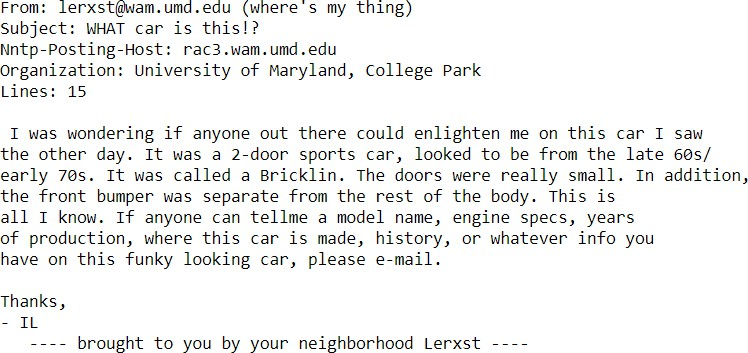 From: lerxst@wam.umd.edu (where's my thing)
Subject: WHAT car is this!?
Nntp-Posting-Host: rac3.wam.umd.edu
Organization: University of Maryland, College Park
Lines: 15

 I was wondering if anyone out there could enlighten me on this car I saw
the other day. It was a 2-door sports car, looked to be from the late 60s/
early 70s. It was called a Bricklin. The doors were really small. In addition,
the front bumper was separate from the rest of the body. This is
all I know. If anyone can tellme a model name, engine specs, years
of production, where this car is made, history, or whatever info you
have on this funky looking car, please e-mail.

Thanks,
- IL
   ---- brought to you by your neighborhood Lerxst ----